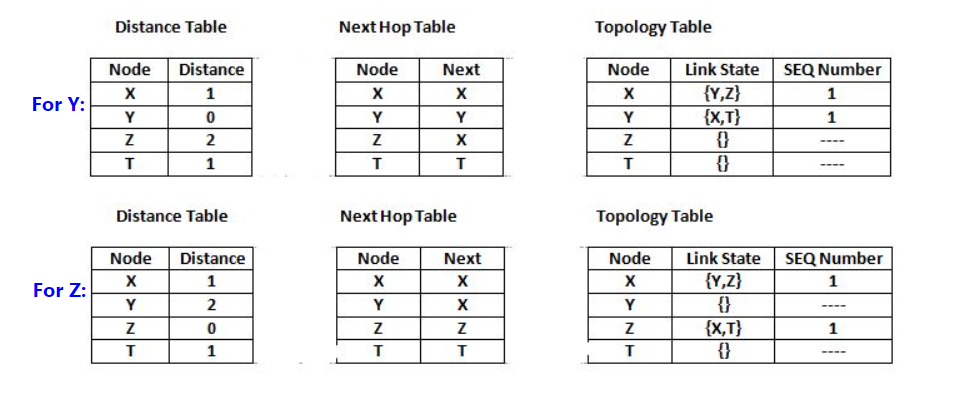 Distance Table Next Hop Table Topology Table
Node Distance Node Next Node Link State SEQ Number
X 1 X X X {Y,Z} 1
For Y:
Y 0 Y Y Y {X,T} 1
Z 2 Z X Z {} ----
T 1 T T T {} ----
Distance Table Next Hop Table Topology Table
Node Distance Node Next Node Link State SEQ Number
X 1 X X X {Y,Z} 1
For Z:
Y 2 Y X Y {} ----
Z 0 Z Z Z {X,T} 1
T 1 T T T {} ----